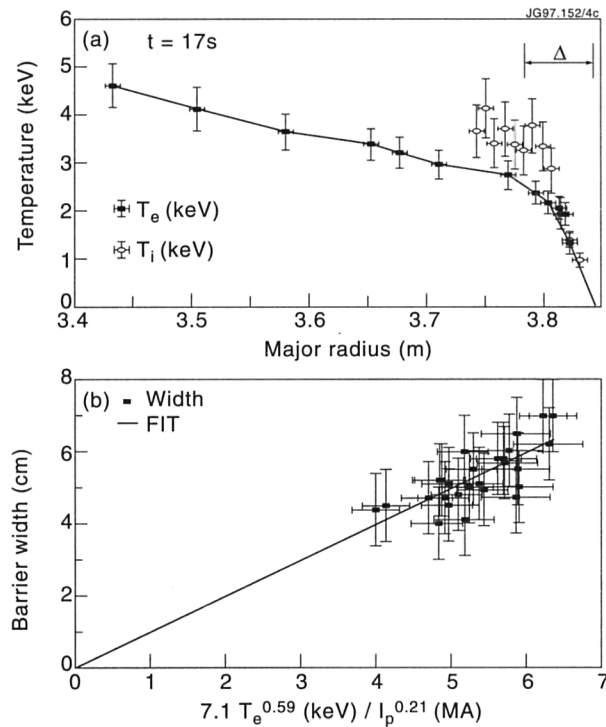 JG97.152/4c
(a) t = 17s
Δ
Temperature (keV)
6
5
4
3
2
1
0
T_e (keV)
T_i (keV)
3.4 3.5 3.6 3.7 3.8
Major radius (m)
(b) Width
FIT
Barrier width (cm)
8
6
4
2
0
0 1 2 3 4 5 6 7
7.1 T_e^0.59 (keV) / I_p^0.21 (MA)